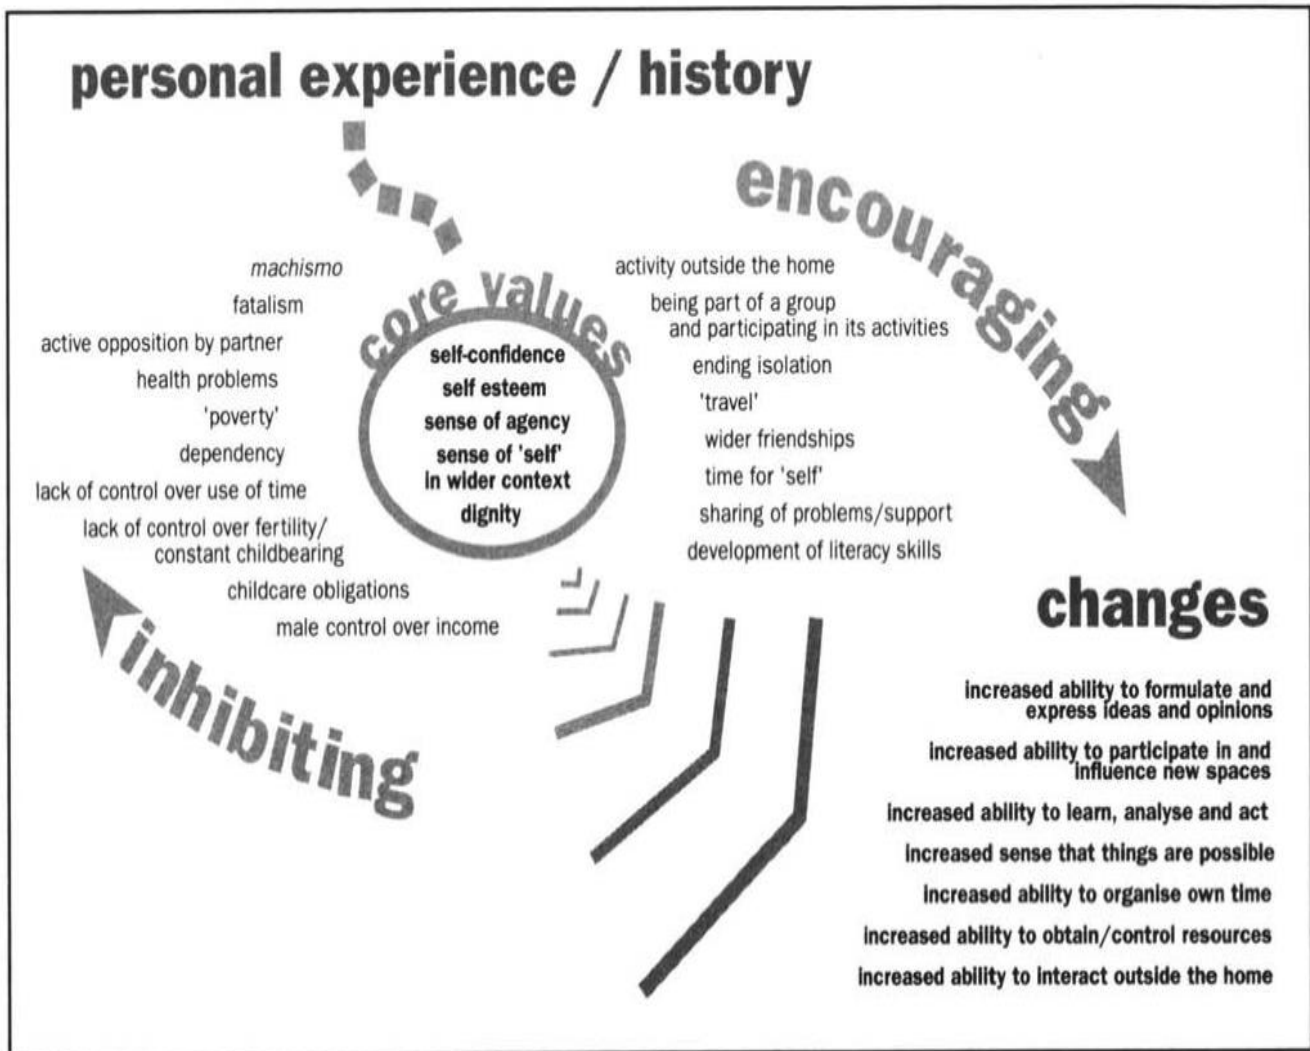 personal experience / history
encouraging
machismo
fatalism
active opposition by partner
health problems
'poverty'
dependency
lack of control over use of time
lack of control over fertility/
constant childbearing
childcare obligations
male control over income
inhibiting
core values
self-confidence
self esteem
sense of agency
sense of 'self'
in wider context
dignity
activity outside the home
being part of a group
and participating in its activities
ending isolation
'travel'
wider friendships
time for 'self'
sharing of problems/support
development of literacy skills
changes
increased ability to formulate and
express ideas and opinions
increased ability to participate in and
influence new spaces
increased ability to learn, analyse and act
increased sense that things are possible
increased ability to organise own time
increased ability to obtain/control resources
increased ability to interact outside the home